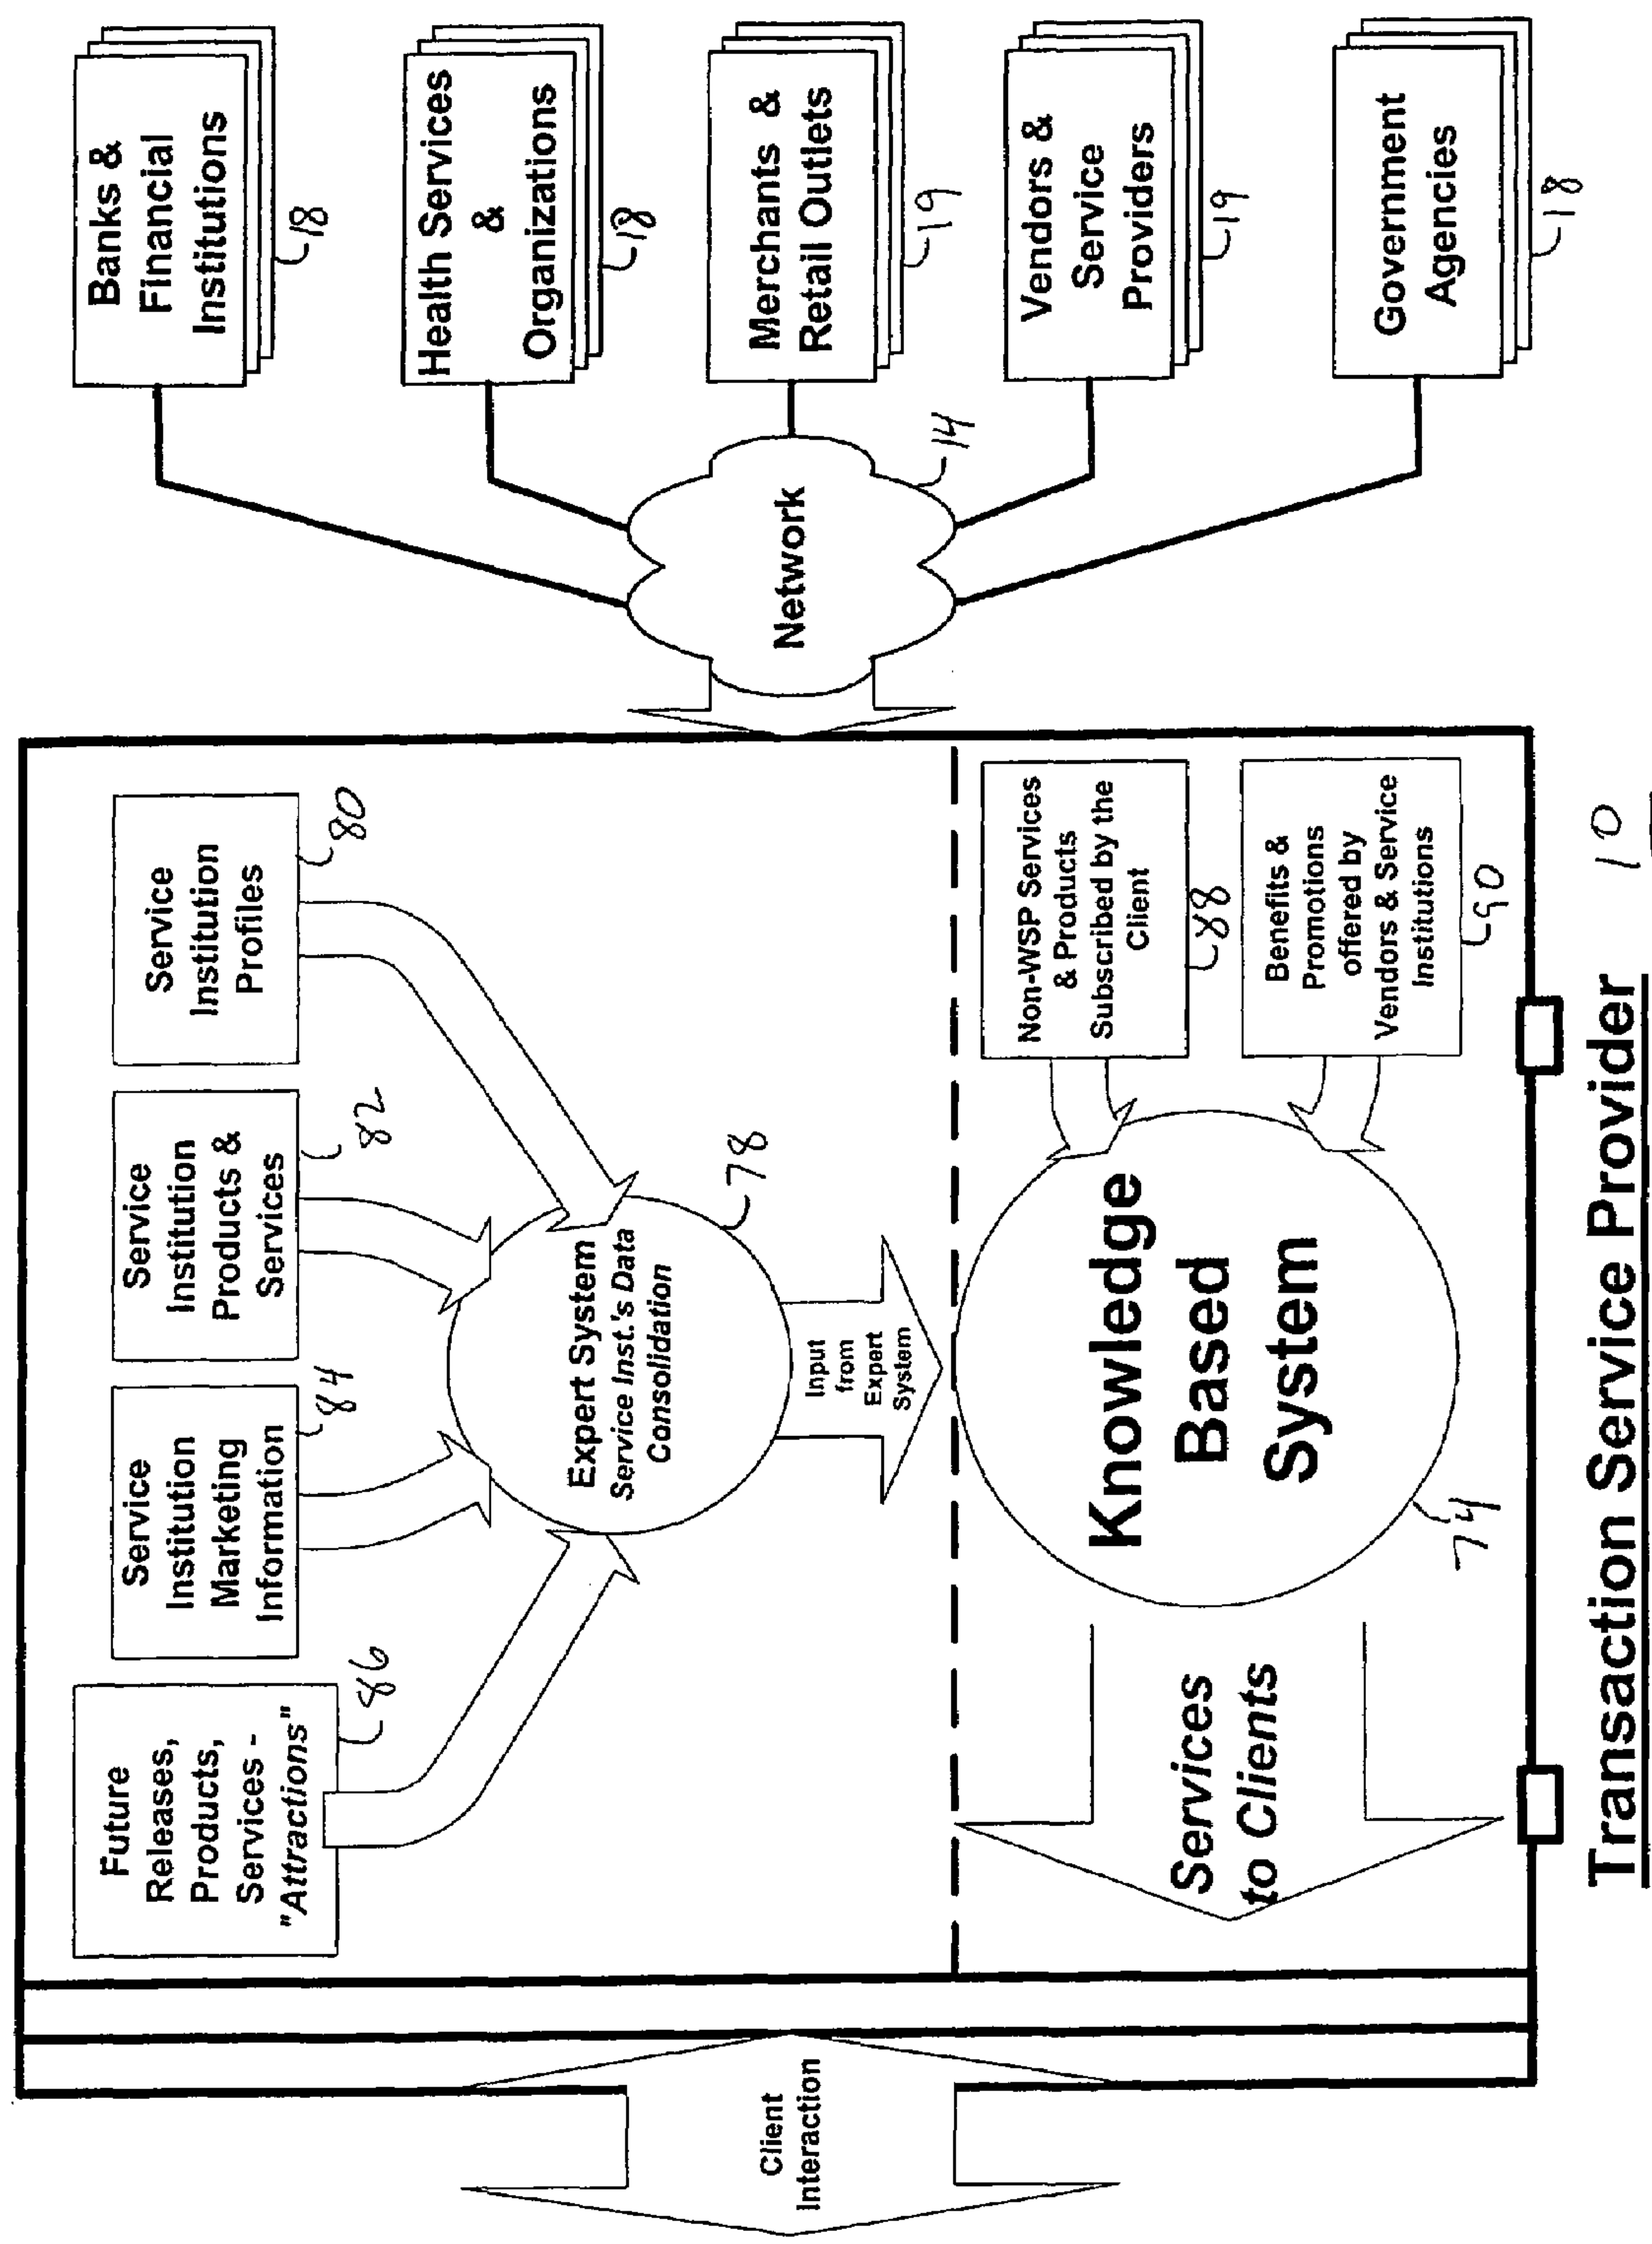 Future
Releases,
Products,
Services -
"Attractions"
86
Service
Institution
Marketing
Information
84
Service
Institution
Products &
Services
82
Service
Institution
Profiles
80
Expert System
Service Inst.'s Data
Consolidation
78
Input
from
Expert
System
Knowledge
Based
System
74
Non-WSP Services
& Products
Subscribed by the
Client
88
Benefits &
Promotions
offered by
Vendors & Service
Institutions
90
Services
to Clients
Client
Interaction
Network
14
Banks &
Financial
Institutions
18
Health Services
&
Organizations
18
Merchants &
Retail Outlets
19
Vendors &
Service
Providers
19
Government
Agencies
18
Transaction Service Provider 10